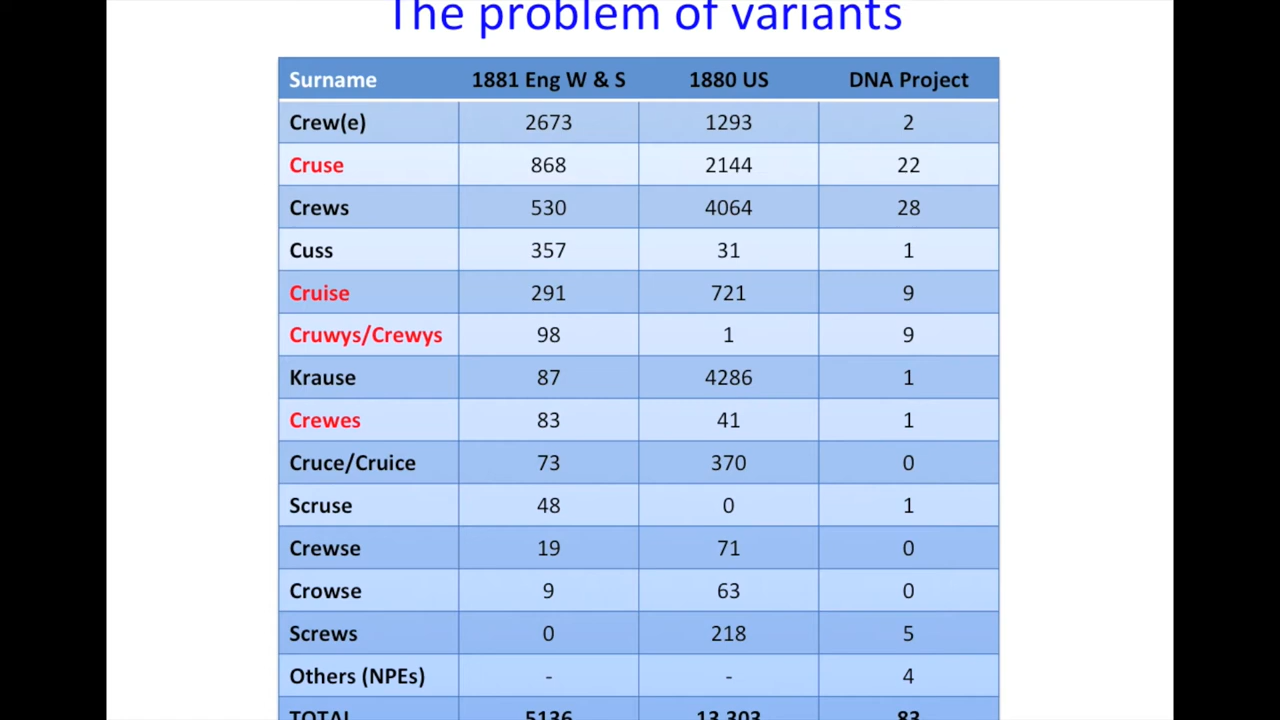 The problem of variants
Surname 1881 Eng W & S 1880 US DNA Project
Crew(e) 2673 1293 2
Cruse 868 2144 22
Crews 530 4064 28
Cuss 357 31 1
Cruise 291 721 9
Cruwys/Crewys 98 1 9
Krause 87 4286 1
Crewes 83 41 1
Cruce/Cruice 73 370 0
Scruse 48 0 1
Crewse 19 71 0
Crowse 9 63 0
Screws 0 218 5
Others (NPEs) - - 4
TOTAL 5136 13,303 83